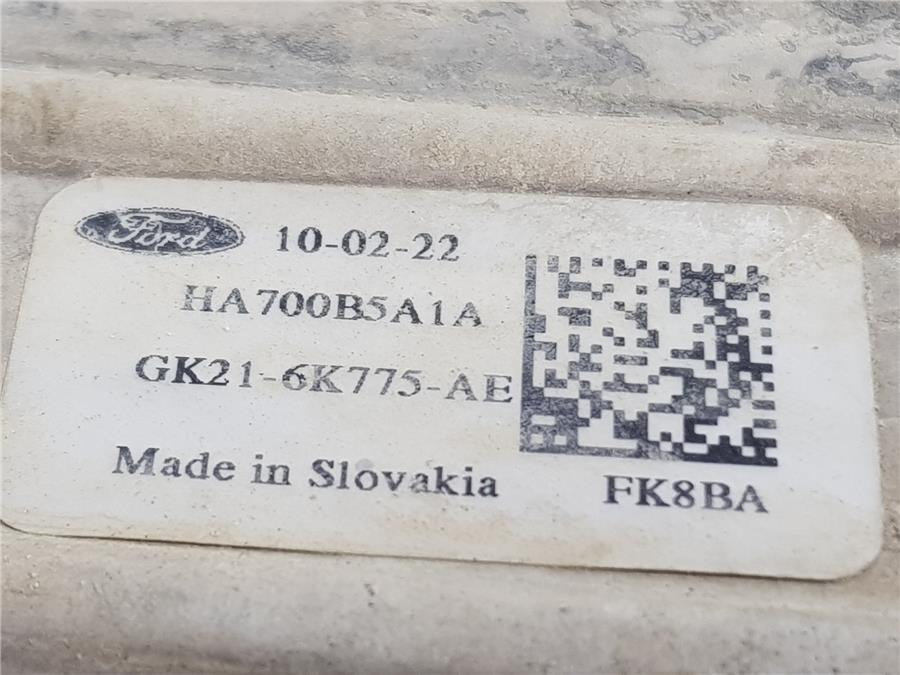 Ford 10-02-22
HA700B5A1A
GK21-6K775-AE
Made in Slovakia FK8BA